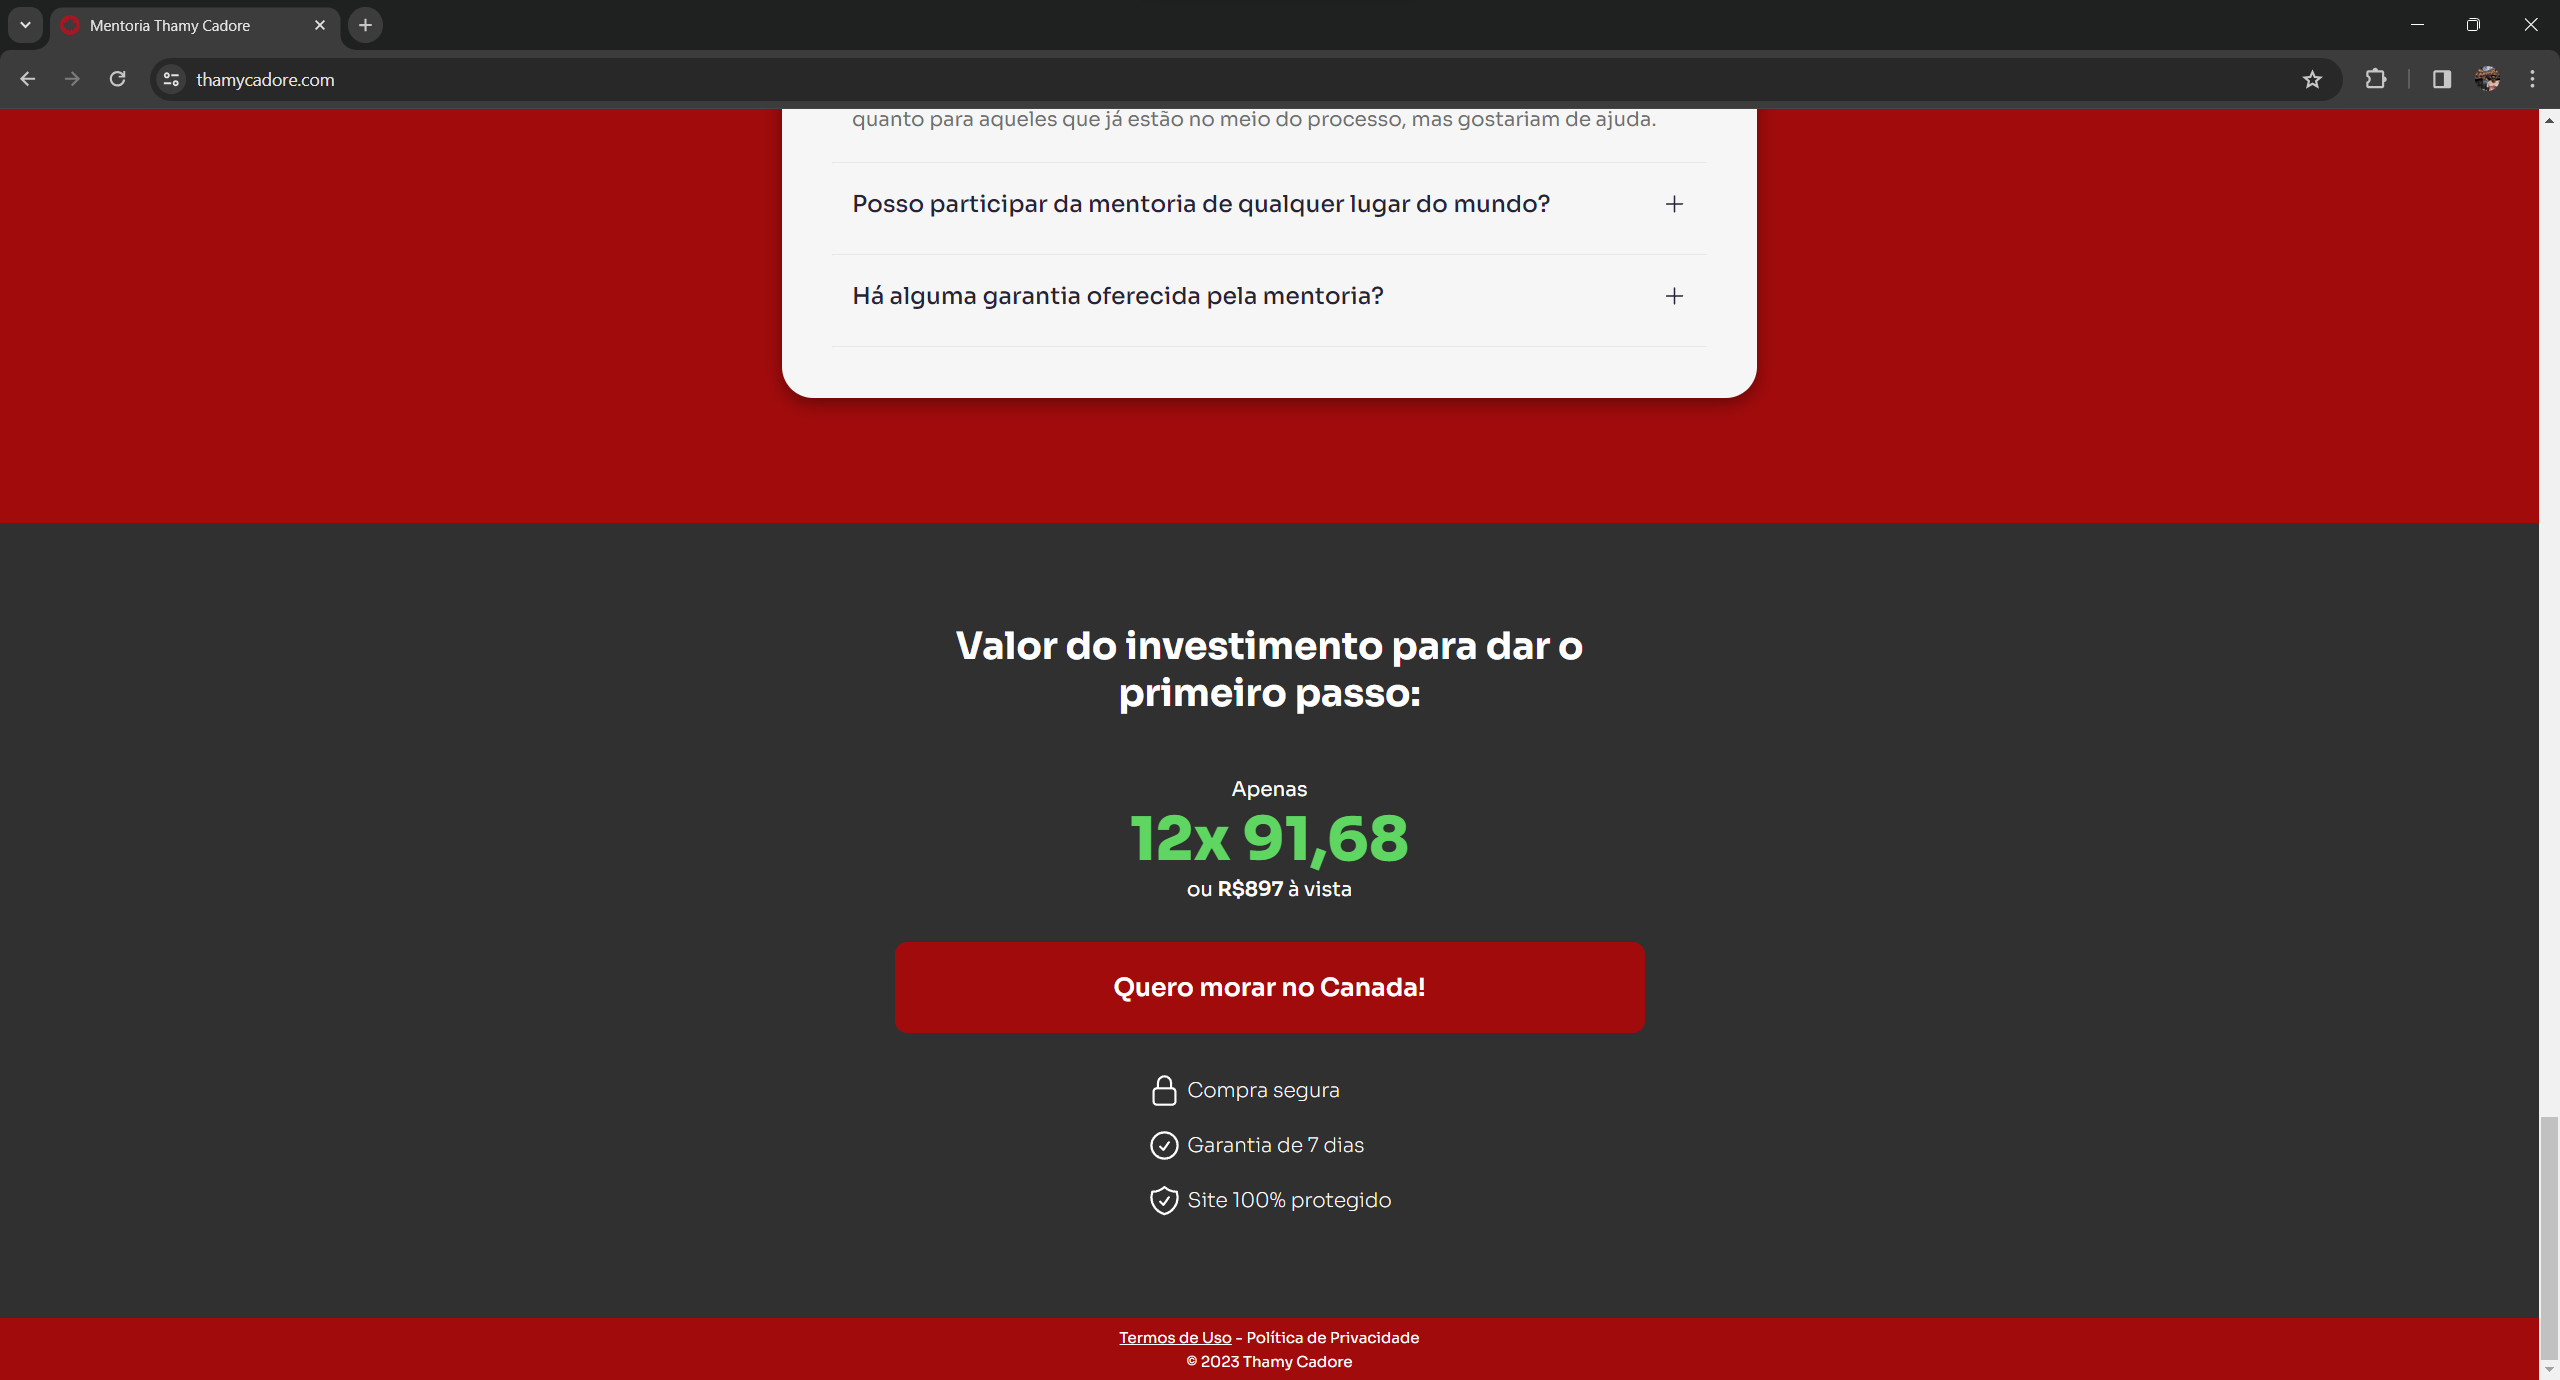 Mentoria Thamy Cadore
thamycadore.com
quanto para aqueles que já estão no meio do processo, mas gostariam de ajuda.
Posso participar da mentoria de qualquer lugar do mundo?
Há alguma garantia oferecida pela mentoria?
Valor do investimento para dar o
primeiro passo:
Apenas
12x 91,68
ou R$897 à vista
Quero morar no Canada!
Compra segura
Garantia de 7 dias
Site 100% protegido
Termos de Uso - Política de Privacidade
© 2023 Thamy Cadore